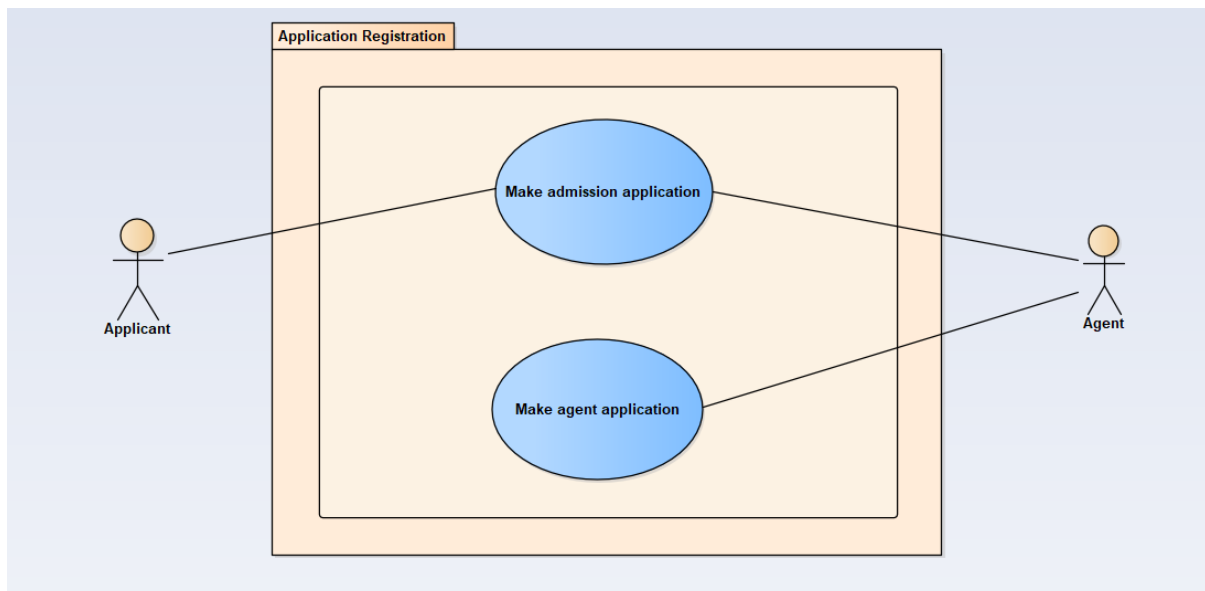 Application Registration
Make admission application
Applicant
Agent
Make agent application